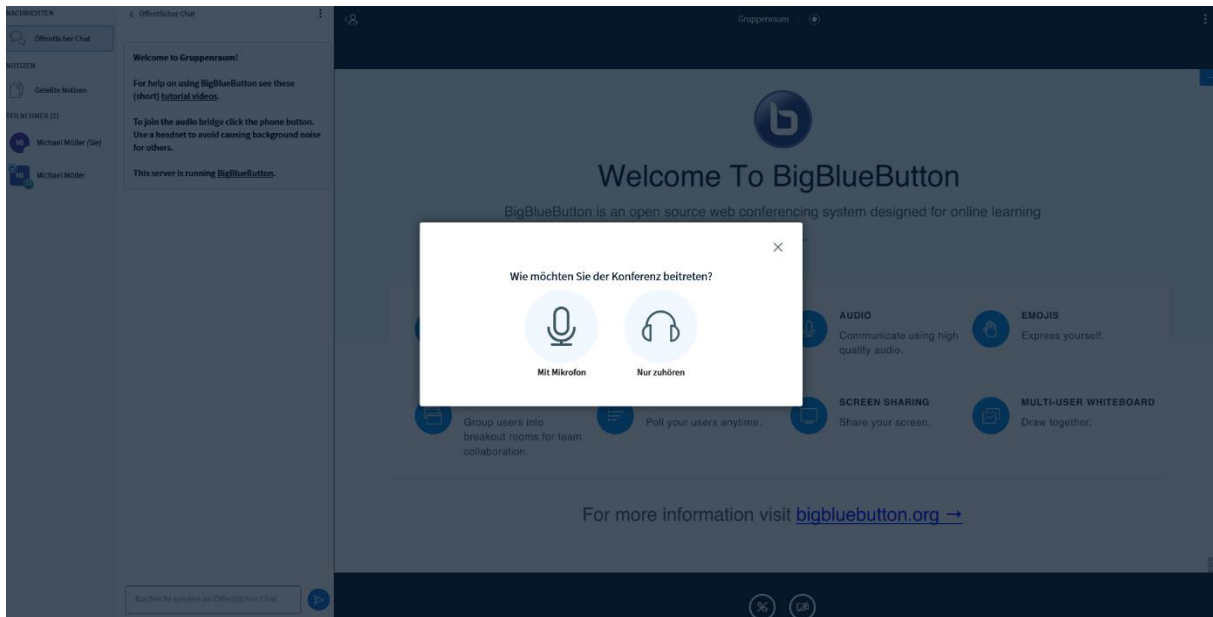 NACHRICHTEN
Öffentlicher Chat
NOTIZEN
Geteilte Notizen
TEILNEHMER (2)
MI
Michael Möller (Sie)
MI
Michael Möller
Öffentlicher Chat
Welcome to Gruppenraum!
For help on using BigBlueButton see these
(short) tutorial videos.
To join the audio bridge click the phone button.
Use a headset to avoid causing background noise
for others.
This server is running BigBlueButton.
Nachricht senden an Öffentlicher Chat
Gruppenraum
b
Welcome To BigBlueButton
BigBlueButton is an open source web conferencing system designed for online learning
Wie möchten Sie der Konferenz beitreten?
Mit Mikrofon
Nur zuhören
AUDIO
Communicate using high
quality audio.
EMOJIS
Express yourself.
Group users into
breakout rooms for team
collaboration.
Poll your users anytime.
SCREEN SHARING
Share your screen.
MULTI-USER WHITEBOARD
Draw together.
For more information visit bigbluebutton.org →